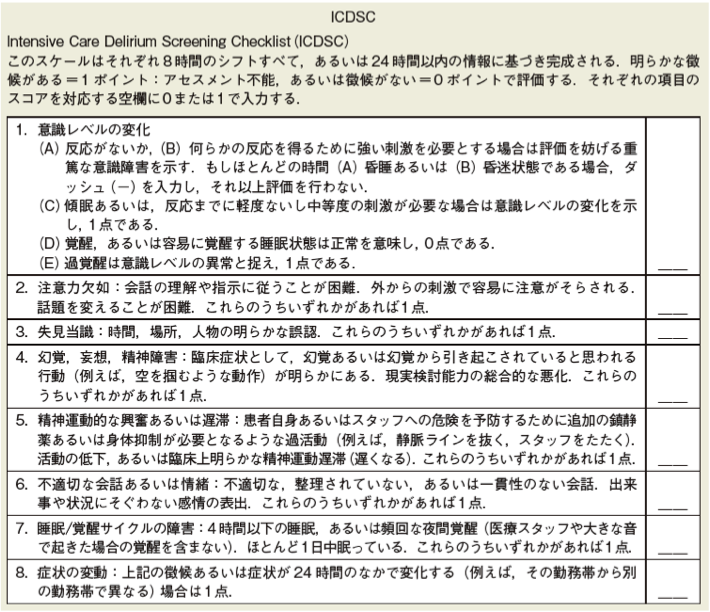 ICDSC
Intensive Care Delirium Screening Checklist (ICDSC)
このスケールはそれぞれ8時間のシフトすべて，あるいは24時間以内の情報に基づき完成される．明らかな徴
候がある＝1ポイント：アセスメント不能，あるいは徴候がない＝0ポイントで評価する．それぞれの項目の
スコアを対応する空欄に0または1で入力する．
1．意識レベルの変化
(A) 反応がないか，(B) 何らかの反応を得るために強い刺激を必要とする場合は評価を妨げる重
篤な意識障害を示す．もしほとんどの時間 (A) 昏睡あるいは (B) 昏迷状態である場合，ダ
ッシュ (－) を入力し，それ以上評価を行わない．
(C) 傾眠あるいは，反応までに軽度ないし中等度の刺激が必要な場合は意識レベルの変化を示
し，1点である．
(D) 覚醒，あるいは容易に覚醒する睡眠状態は正常を意味し，0点である．
(E) 過覚醒は意識レベルの異常と捉え，1点である．
2．注意力欠如：会話の理解や指示に従うことが困難．外からの刺激で容易に注意がそらされる．
話題を変えることが困難．これらのうちいずれかがあれば1点．
3．失見当識：時間，場所，人物の明らかな誤認．これらのうちいずれかがあれば1点．
4．幻覚，妄想，精神障害：臨床症状として，幻覚あるいは幻覚から引き起こされていると思われる
行動（例えば，空を掴むような動作）が明らかにある．現実検討能力の総合的な悪化．これらの
うちいずれかがあれば1点．
5．精神運動的な興奮あるいは遅滞：患者自身あるいはスタッフへの危険を予防するために追加の鎮静
薬あるいは身体抑制が必要となるような過活動（例えば，静脈ラインを抜く，スタッフをたたく）．
活動の低下，あるいは臨床上明らかな精神運動遅滞（遅くなる）．これらのうちいずれかがあれば1点．
6．不適切な会話あるいは情緒：不適切な，整理されていない，あるいは一貫性のない会話．出来
事や状況にそぐわない感情の表出．これらのうちいずれかがあれば1点．
7．睡眠/覚醒サイクルの障害：4時間以下の睡眠，あるいは頻回な夜間覚醒（医療スタッフや大きな音
で起きた場合の覚醒を含まない）．ほとんど1日中眠っている．これらのうちいずれかがあれば1点．
8．症状の変動：上記の徴候あるいは症状が24時間のなかで変化する（例えば，その勤務帯から別
の勤務帯で異なる）場合は1点．